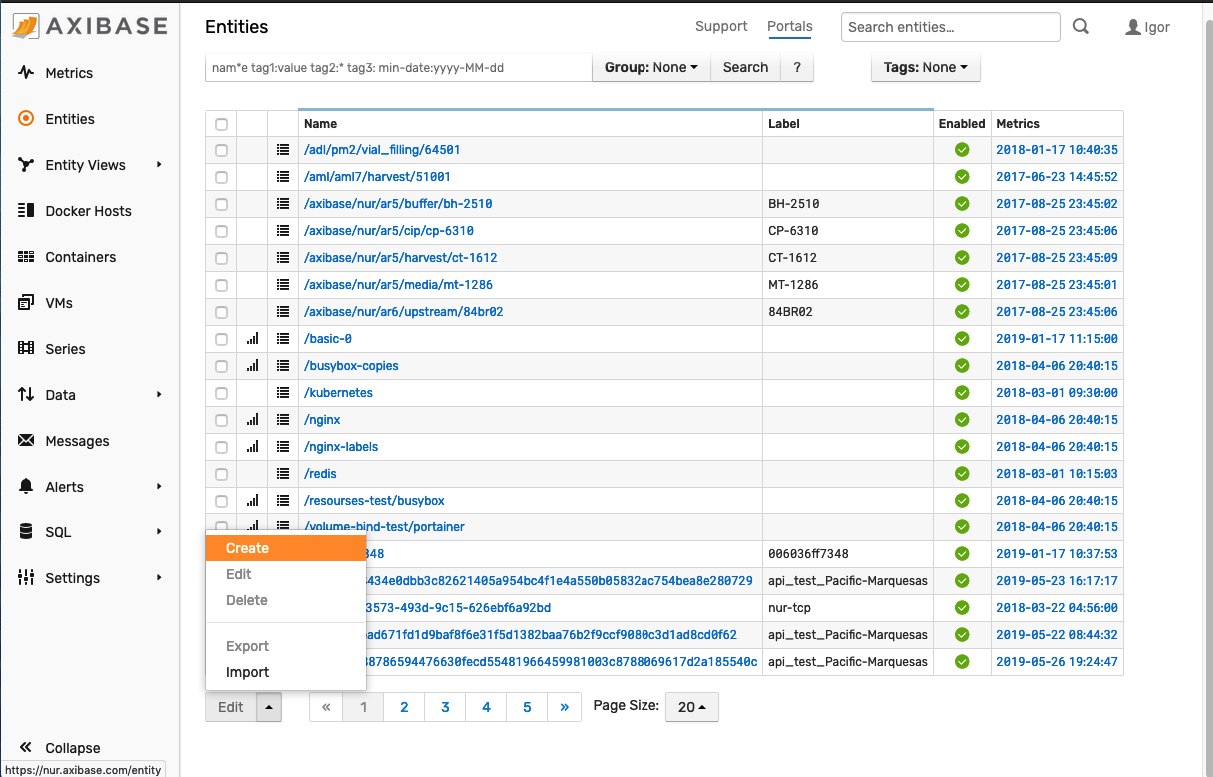 AXIBASE
Entities
Support Portals Search entities... Igor
nam*e tag1:value tag2:* tag3: min-date:yyyy-MM-dd Group: None Search ? Tags: None
Metrics
Entities
Entity Views
Docker Hosts
Containers
VMs
Series
Data
Messages
Alerts
SQL
Settings
Collapse
Name Label Enabled Metrics
/adl/pm2/vial_filling/64501 2018-01-17 10:40:35
/aml/aml7/harvest/51001 2017-06-23 14:45:52
/axibase/nur/ar5/buffer/bh-2510 BH-2510 2017-08-25 23:45:02
/axibase/nur/ar5/cip/cp-6310 CP-6310 2017-08-25 23:45:06
/axibase/nur/ar5/harvest/ct-1612 CT-1612 2017-08-25 23:45:09
/axibase/nur/ar5/media/mt-1286 MT-1286 2017-08-25 23:45:01
/axibase/nur/ar6/upstream/84br02 84BR02 2017-08-25 23:45:06
/basic-0 2019-01-17 11:15:00
/busybox-copies 2018-04-06 20:40:15
/kubernetes 2018-03-01 09:30:00
/nginx 2018-04-06 20:40:15
/nginx-labels 2018-04-06 20:40:15
/redis 2018-03-01 10:15:03
/resourses-test/busybox 2018-04-06 20:40:15
/volume-bind-test/portainer 2018-04-06 20:40:15
348 006036ff7348 2019-01-17 10:37:53
434e0dbb3c82621405a954bc4f1e4a550b05832ac754bea8e280729 api_test_Pacific-Marquesas 2019-05-23 16:17:17
3573-493d-9c15-626ebf6a92bd nur-tcp 2018-03-22 04:56:00
ad671fd1d9baf8f6e31f5d1382baa76b2f9ccf9080c3d1ad8cd0f62 api_test_Pacific-Marquesas 2019-05-22 08:44:32
38786594476630fecd55481966459981003c8788069617d2a185540c api_test_Pacific-Marquesas 2019-05-26 19:24:47
Create
Edit
Delete
Export
Import
Edit « 1 2 3 4 5 » Page Size: 20
https://nur.axibase.com/entity